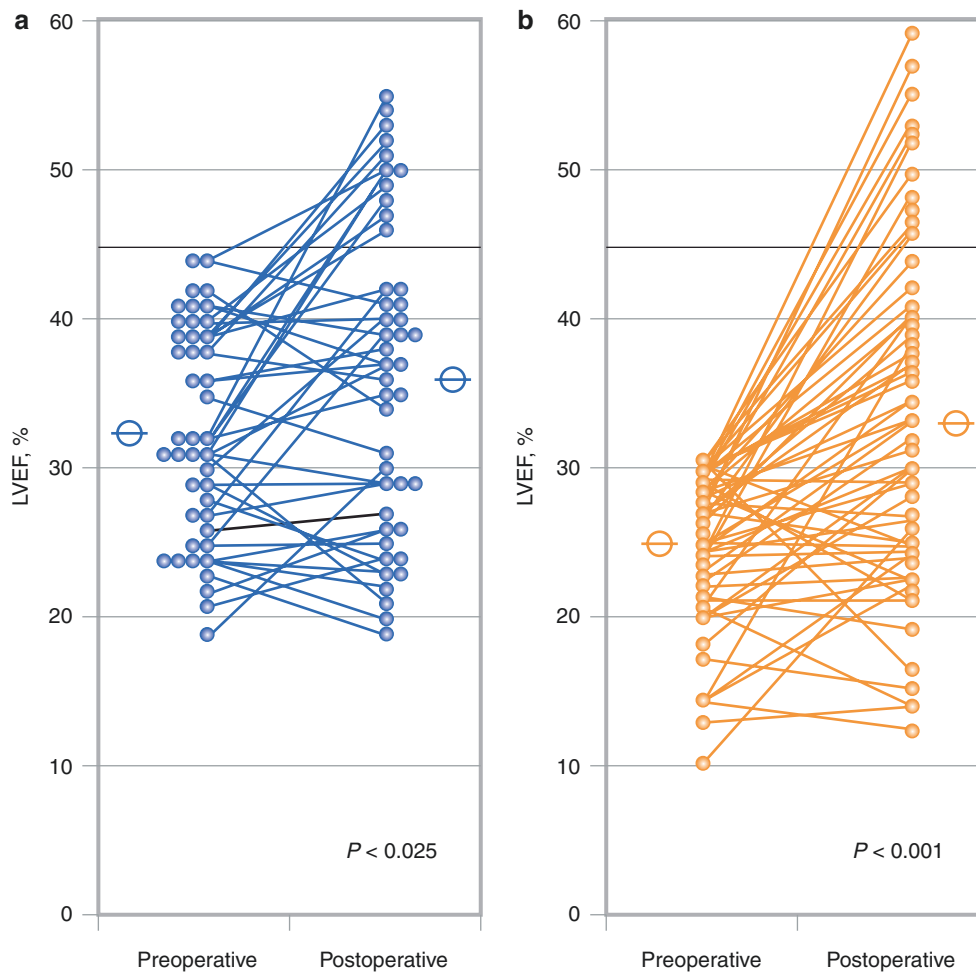 a
60
50
40
30
20
10
0
LVEF, %
P < 0.025
Preoperative
Postoperative
b
60
50
40
30
20
10
0
LVEF, %
P < 0.001
Preoperative
Postoperative